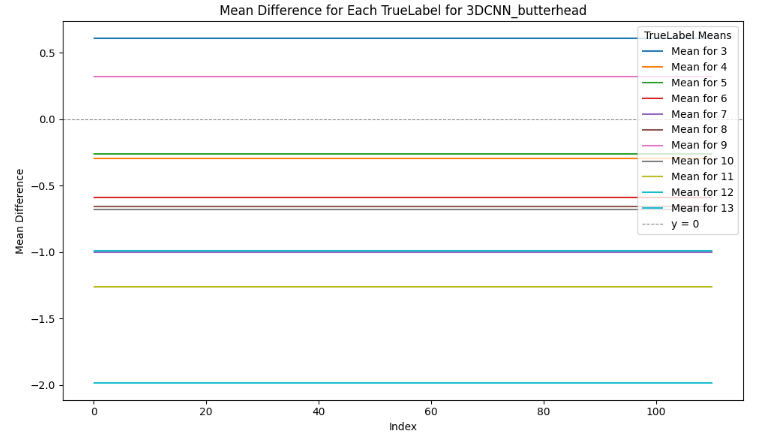 Mean Difference for Each TrueLabel for 3DCNN_butterhead
TrueLabel Means
Mean for 3
Mean for 4
Mean for 5
Mean for 6
Mean for 7
Mean for 8
Mean for 9
Mean for 10
Mean for 11
Mean for 12
Mean for 13
y = 0
Mean Difference
0.5
0.0
−0.5
−1.0
−1.5
−2.0
0 20 40 60 80 100
Index